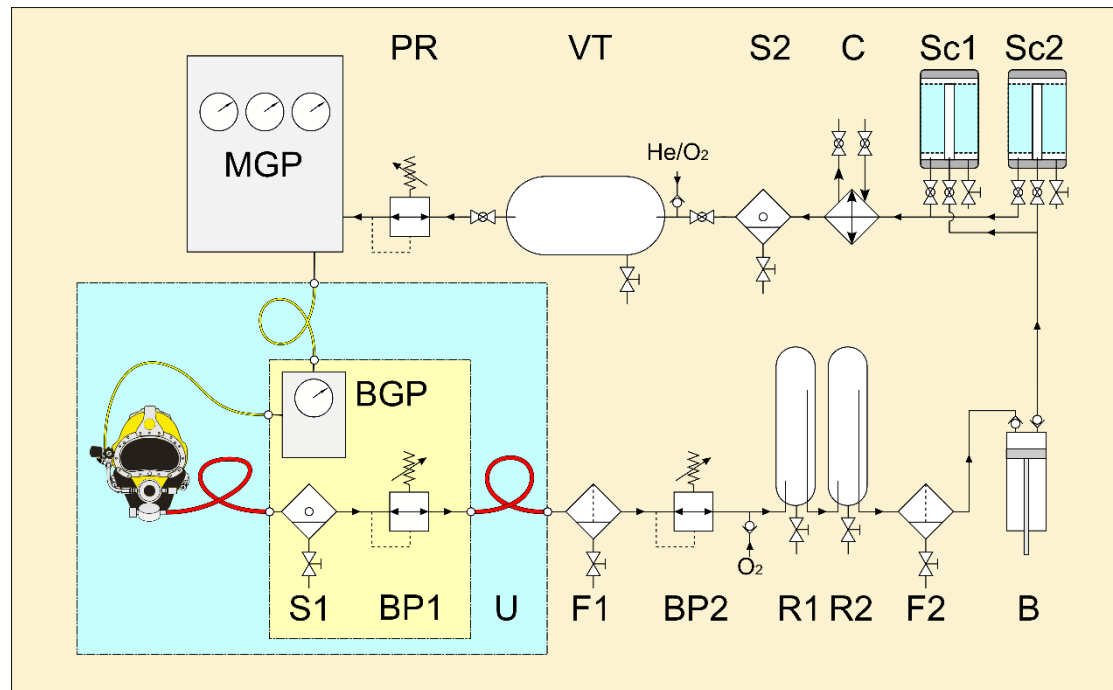 PR VT S2 C Sc1 Sc2
He/O₂
MGP
BGP
O₂
S1 BP1 U F1 BP2 R1 R2 F2 B